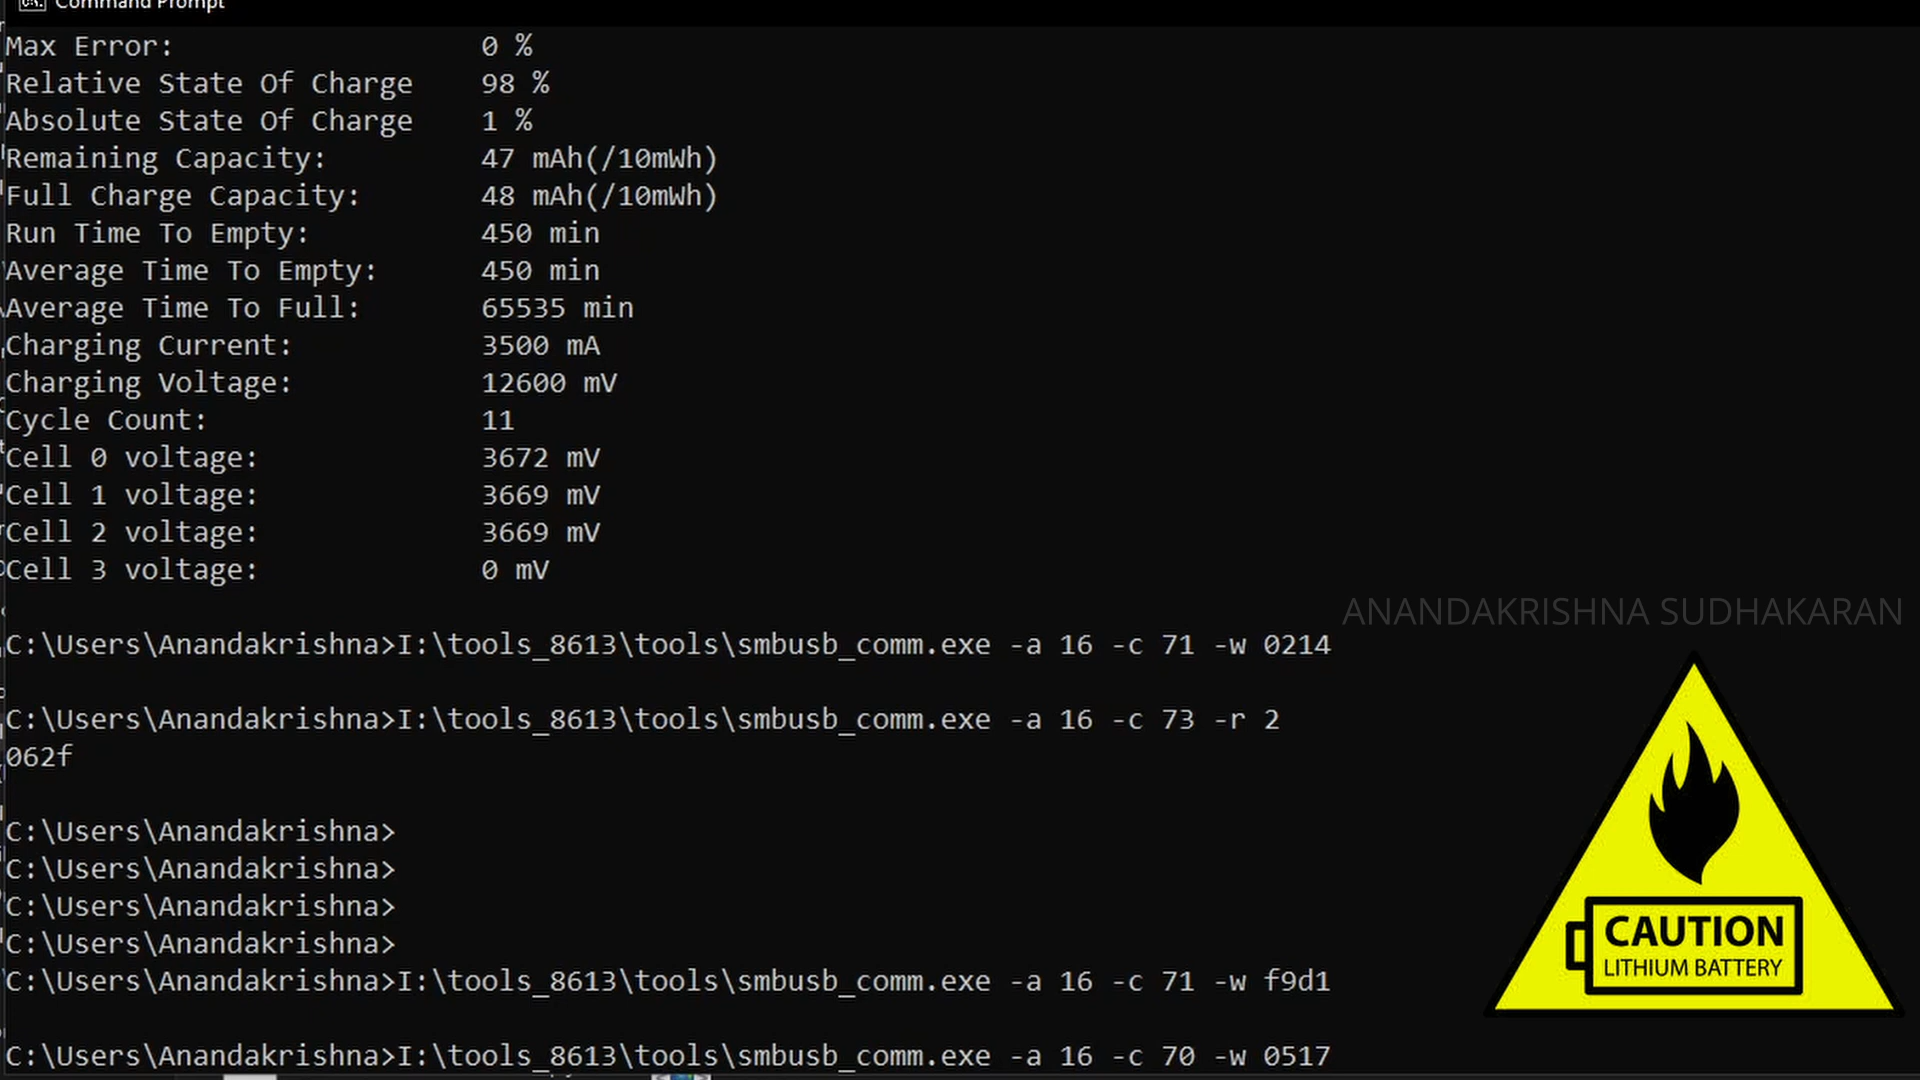 Command Prompt
Max Error: 0 %
Relative State Of Charge 98 %
Absolute State Of Charge 1 %
Remaining Capacity: 47 mAh(/10mWh)
Full Charge Capacity: 48 mAh(/10mWh)
Run Time To Empty: 450 min
Average Time To Empty: 450 min
Average Time To Full: 65535 min
Charging Current: 3500 mA
Charging Voltage: 12600 mV
Cycle Count: 11
Cell 0 voltage: 3672 mV
Cell 1 voltage: 3669 mV
Cell 2 voltage: 3669 mV
Cell 3 voltage: 0 mV
ANANDAKRISHNA SUDHAKARAN
C:\Users\Anandakrishna>I:\tools_8613\tools\smbusb_comm.exe -a 16 -c 71 -w 0214
C:\Users\Anandakrishna>I:\tools_8613\tools\smbusb_comm.exe -a 16 -c 73 -r 2
062f
C:\Users\Anandakrishna>
C:\Users\Anandakrishna>
C:\Users\Anandakrishna>
C:\Users\Anandakrishna>
C:\Users\Anandakrishna>I:\tools_8613\tools\smbusb_comm.exe -a 16 -c 71 -w f9d1
C:\Users\Anandakrishna>I:\tools_8613\tools\smbusb_comm.exe -a 16 -c 70 -w 0517
CAUTION
LITHIUM BATTERY